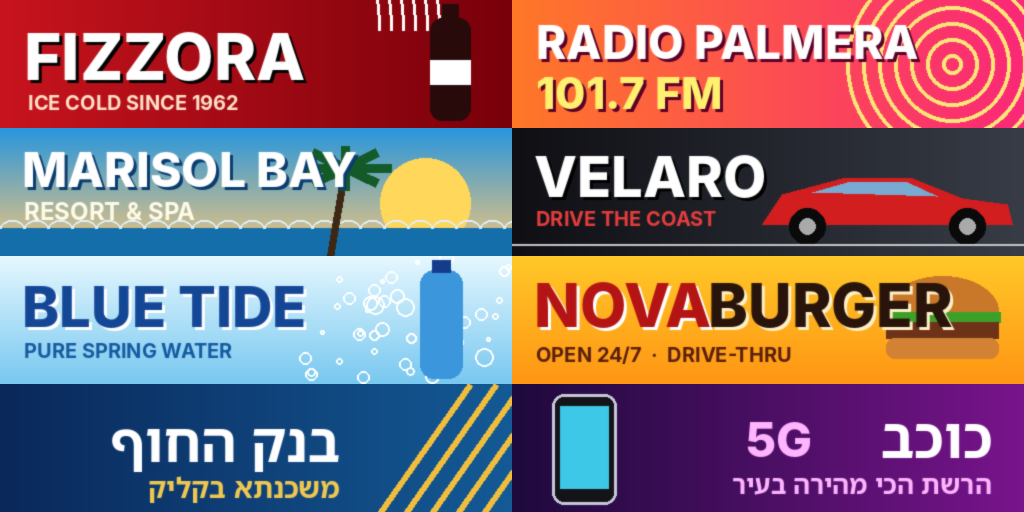 FIZZORA
ICE COLD SINCE 1962
RADIO PALMERA
101.7 FM
MARISOL BAY
RESORT & SPA
VELARO
DRIVE THE COAST
BLUE TIDE
PURE SPRING WATER
NOVABURGER
OPEN 24/7 · DRIVE-THRU
בנק החוף
משכנתא בקליק
כוכב 5G
הרשת הכי מהירה בעיר